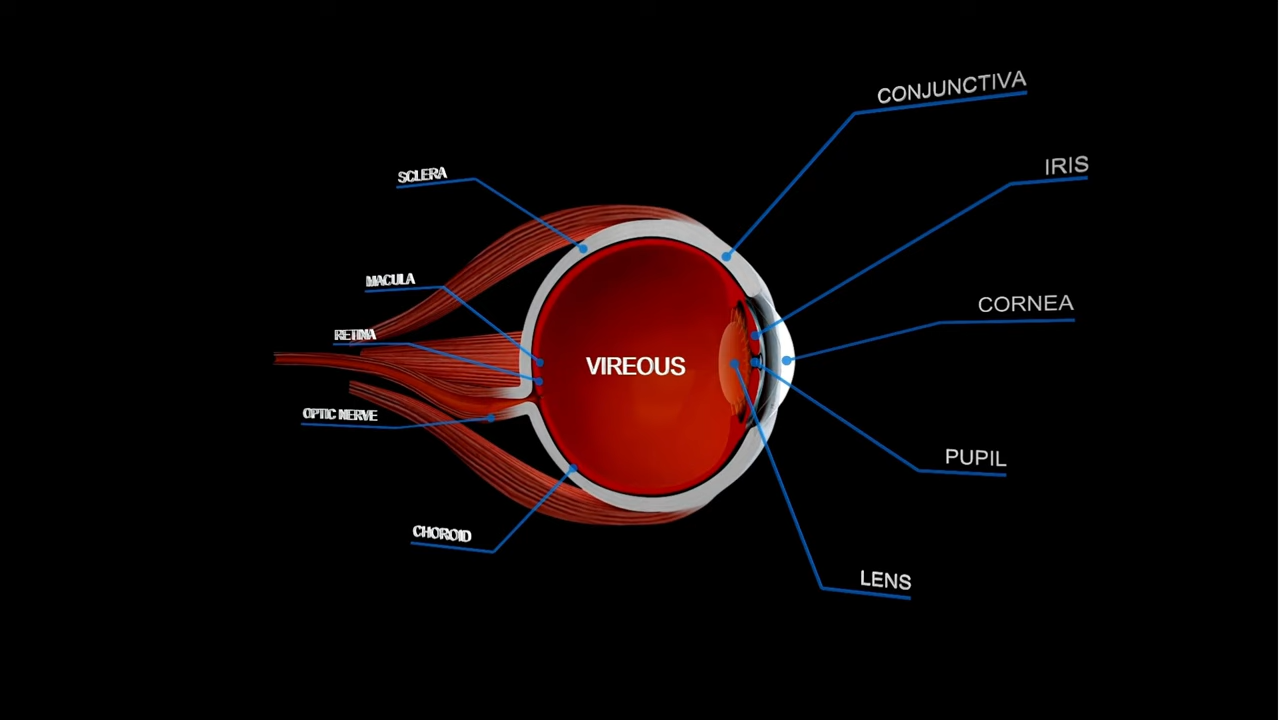 CONJUNCTIVA
IRIS
SCLERA
MACULA
CORNEA
RETINA
VIREOUS
OPTIC NERVE
PUPIL
CHOROID
LENS